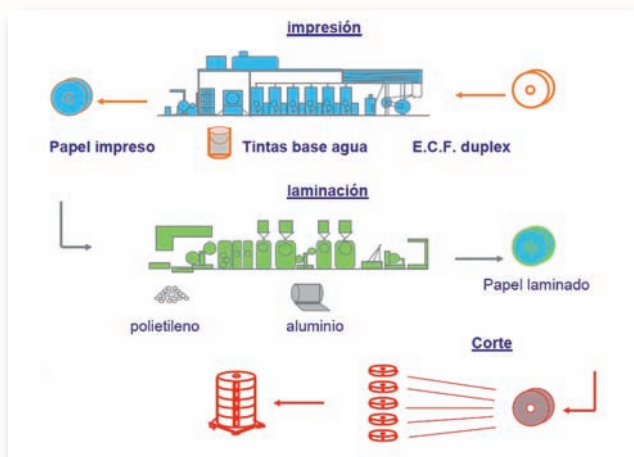 impresión
Papel impreso
Tintas base agua
E.C.F. duplex
laminación
Papel laminado
polietileno
aluminio
Corte